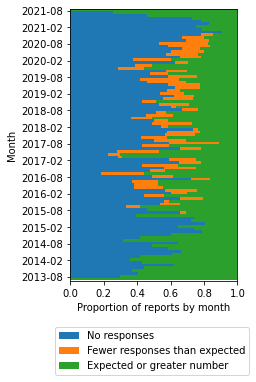 2021-08
2021-02
2020-08
2020-02
2019-08
2019-02
2018-08
2018-02
2017-08
2017-02
2016-08
2016-02
2015-08
2015-02
2014-08
2014-02
2013-08
Month
0.0 0.2 0.4 0.6 0.8 1.0
Proportion of reports by month
No responses
Fewer responses than expected
Expected or greater number